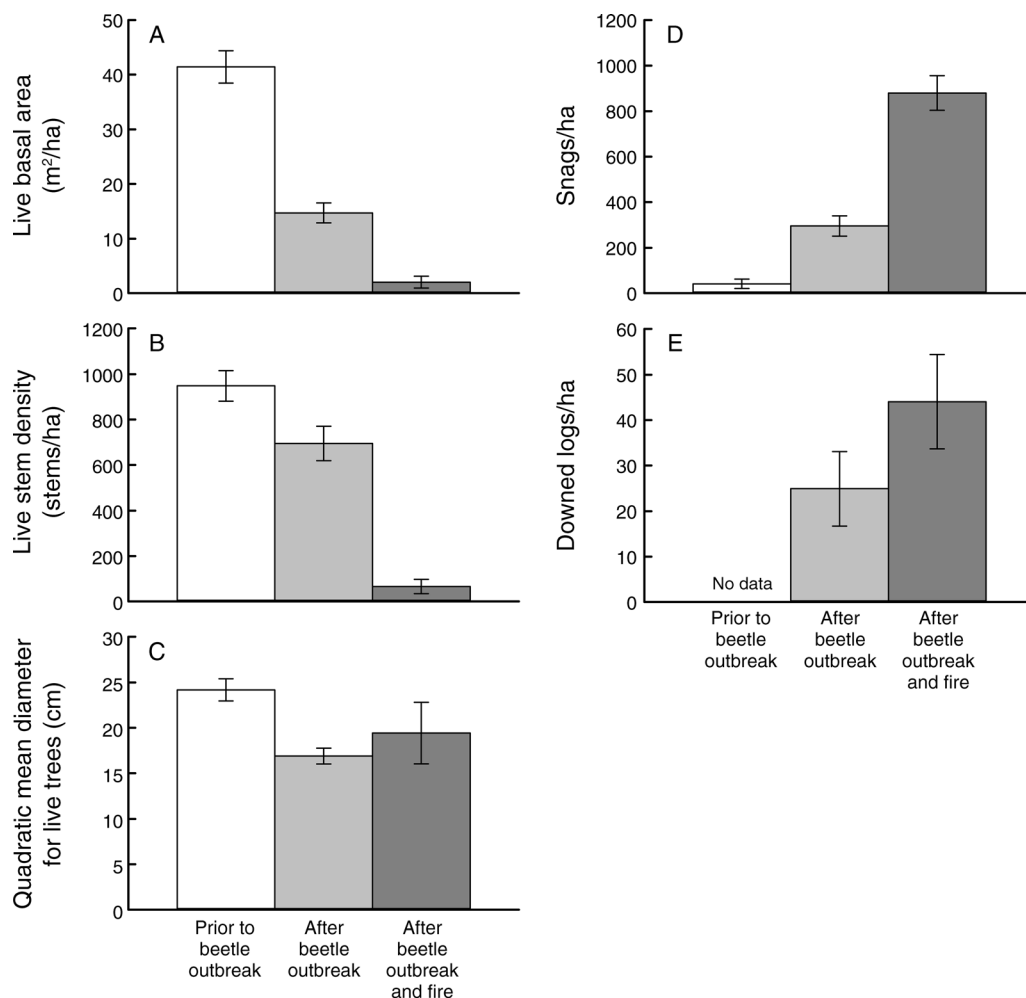 A
Live basal area
(m²/ha)
50
40
30
20
10
0
B
Live stem density
(stems/ha)
1200
1000
800
600
400
200
0
C
Quadratic mean diameter
for live trees (cm)
30
25
20
15
10
5
0
Prior to
beetle
outbreak
After
beetle
outbreak
After
beetle
outbreak
and fire
D
Snags/ha
1200
1000
800
600
400
200
0
E
Downed logs/ha
60
50
40
30
20
10
0
No data
Prior to
beetle
outbreak
After
beetle
outbreak
After
beetle
outbreak
and fire